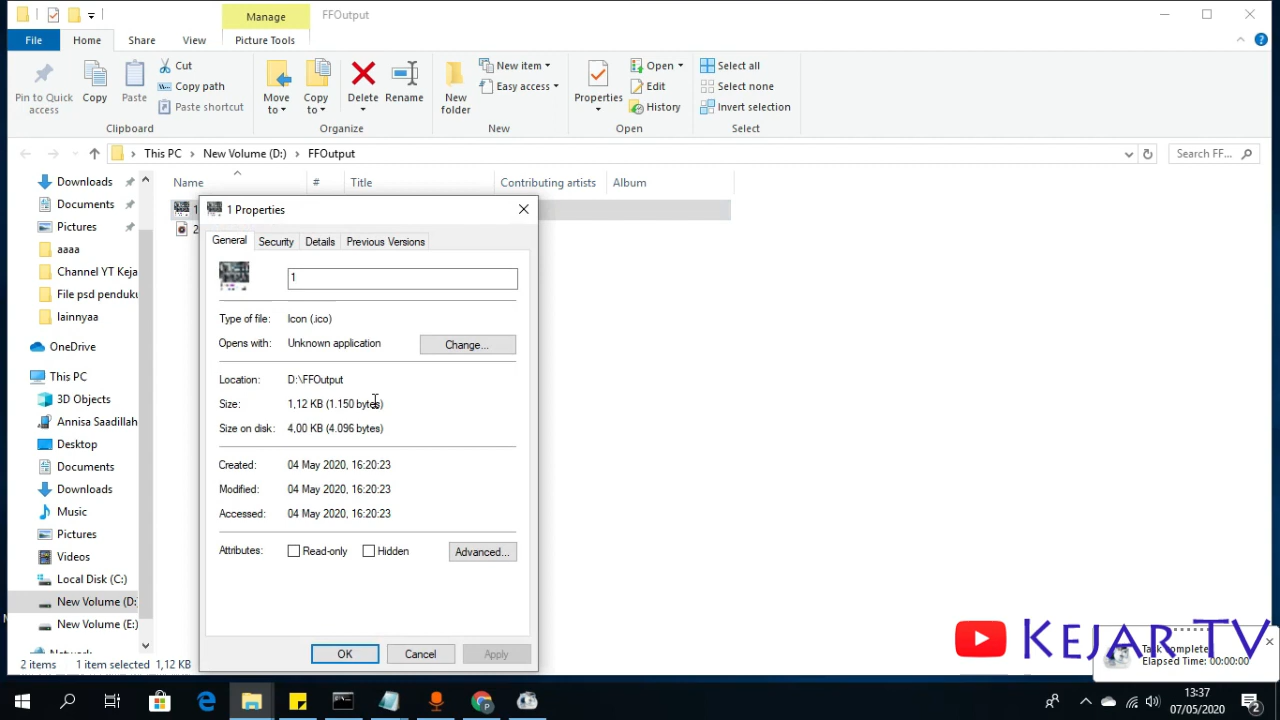 Manage
FFOutput
File
Home
Share
View
Picture Tools
Pin to Quick access
Copy
Paste
Cut
Copy path
Paste shortcut
Clipboard
Move to
Copy to
Delete
Rename
Organize
New folder
New item
Easy access
New
Properties
Open
Edit
History
Open
Select all
Select none
Invert selection
Select
This PC
New Volume (D:)
FFOutput
Search FF...
Name
#
Title
Contributing artists
Album
1
2
Downloads
Documents
Pictures
aaaa
Channel YT Keja
File psd penduku
lainnyaa
OneDrive
This PC
3D Objects
Annisa Saadillah
Desktop
Documents
Downloads
Music
Pictures
Videos
Local Disk (C:)
New Volume (D:
New Volume (E:)
2 items
1 item selected 1,12 KB
1 Properties
General
Security
Details
Previous Versions
1
Type of file: Icon (.ico)
Opens with: Unknown application
Change...
Location: D:\FFOutput
Size: 1,12 KB (1.150 bytes)
Size on disk: 4,00 KB (4.096 bytes)
Created: 04 May 2020, 16:20:23
Modified: 04 May 2020, 16:20:23
Accessed: 04 May 2020, 16:20:23
Attributes: Read-only Hidden
Advanced...
OK
Cancel
Apply
KEJAR TV
Task Complete
Elapsed Time: 00:00:00
13:37
07/05/2020
2